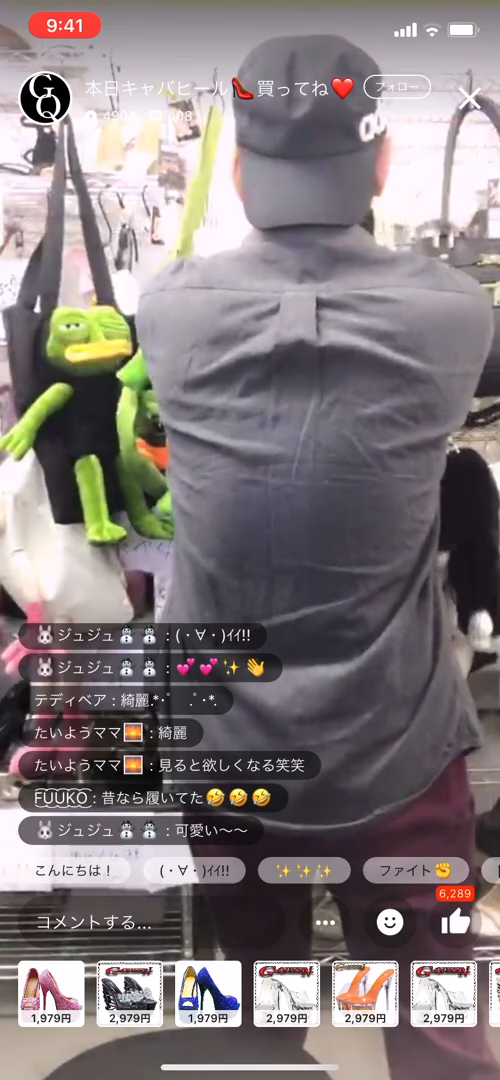 9:41
GQ
本日キャバヒール👠買ってね❤️
フォロー
🐰ジュジュ⛄⛄ : (・∀・)イイ!!
🐰ジュジュ⛄⛄ : 💕💕✨👋
テディベア : 綺麗.*･ﾟ .ﾟ･*.
たいようママ🌅 : 綺麗
たいようママ🌅 : 見ると欲しくなる笑笑
FUUKO : 昔なら履いてた🤣🤣🤣
🐰ジュジュ⛄⛄ : 可愛い〜〜
こんにちは！ (・∀・)イイ!! ✨✨✨ ファイト✊
6,289
コメントする...
1,979円 2,979円 1,979円 2,979円 2,979円 2,979円